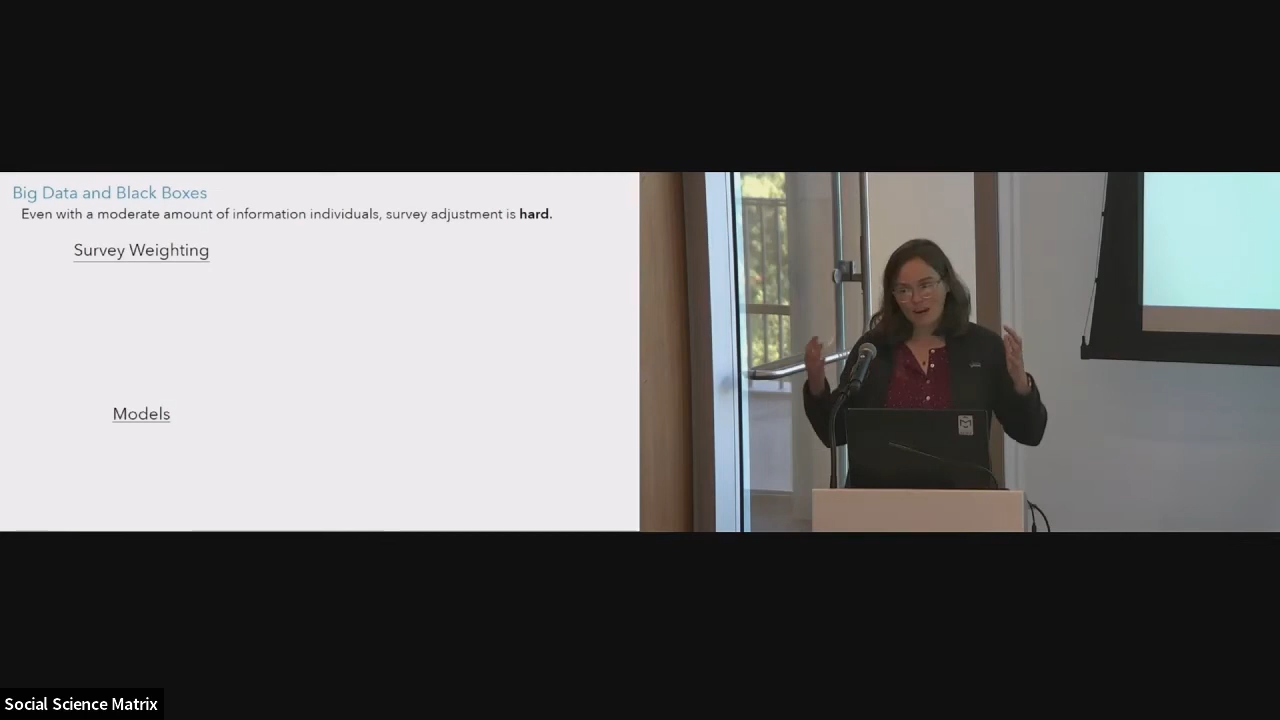 Big Data and Black Boxes
Even with a moderate amount of information individuals, survey adjustment is hard.
Survey Weighting
Models
Social Science Matrix